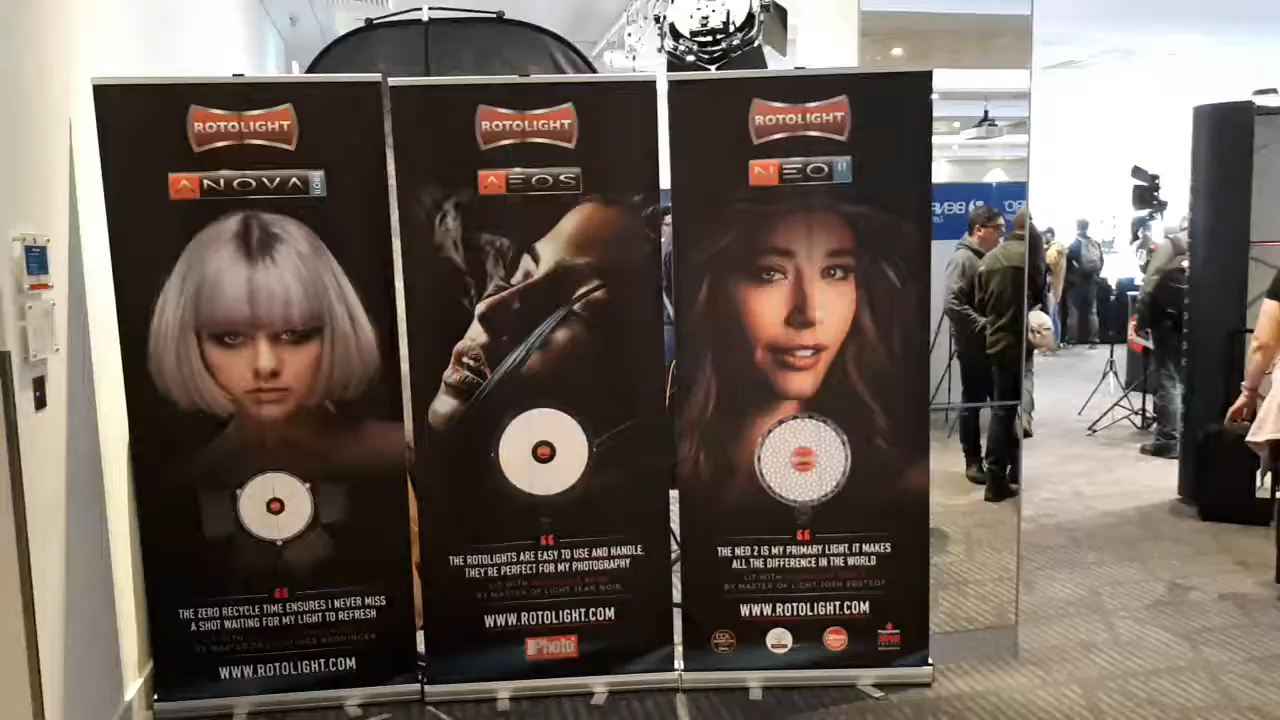 ROTOLIGHT
ANOVA
THE ZERO RECYCLE TIME ENSURES I NEVER MISS
A SHOT WAITING FOR MY LIGHT TO REFRESH
WWW.ROTOLIGHT.COM
ROTOLIGHT
AEOS
THE ROTOLIGHTS ARE EASY TO USE AND HANDLE,
THEY'RE PERFECT FOR MY PHOTOGRAPHY
LIT WITH
BY MASTER OF LIGHT JEAN NOIR
WWW.ROTOLIGHT.COM
Photo
ROTOLIGHT
NEO II
THE NEO 2 IS MY PRIMARY LIGHT, IT MAKES
ALL THE DIFFERENCE IN THE WORLD
LIT WITH
BY MASTER OF LIGHT JOSH
WWW.ROTOLIGHT.COM